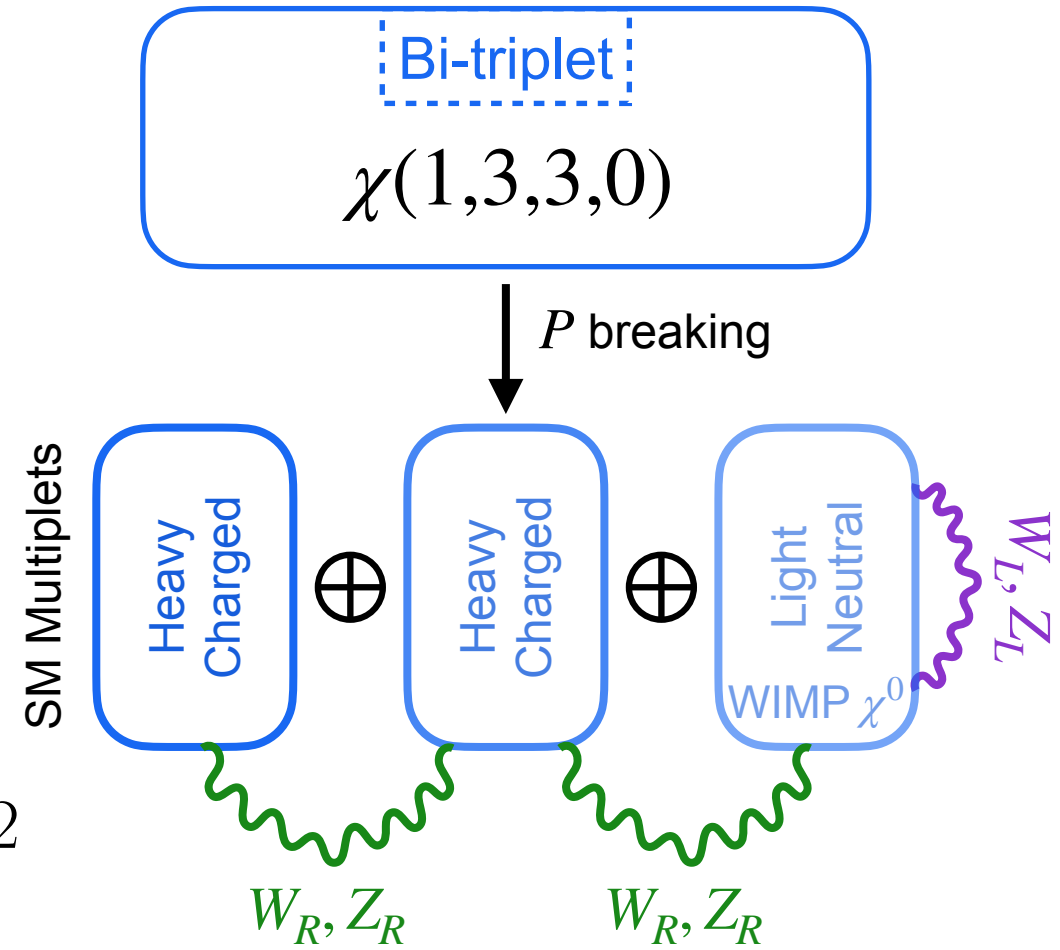 Bi-triplet
χ(1,3,3,0)
P breaking
SM Multiplets
Heavy
Charged
Heavy
Charged
Light
Neutral
WIMP χ⁰
W_L, Z_L
2
W_R, Z_R
W_R, Z_R